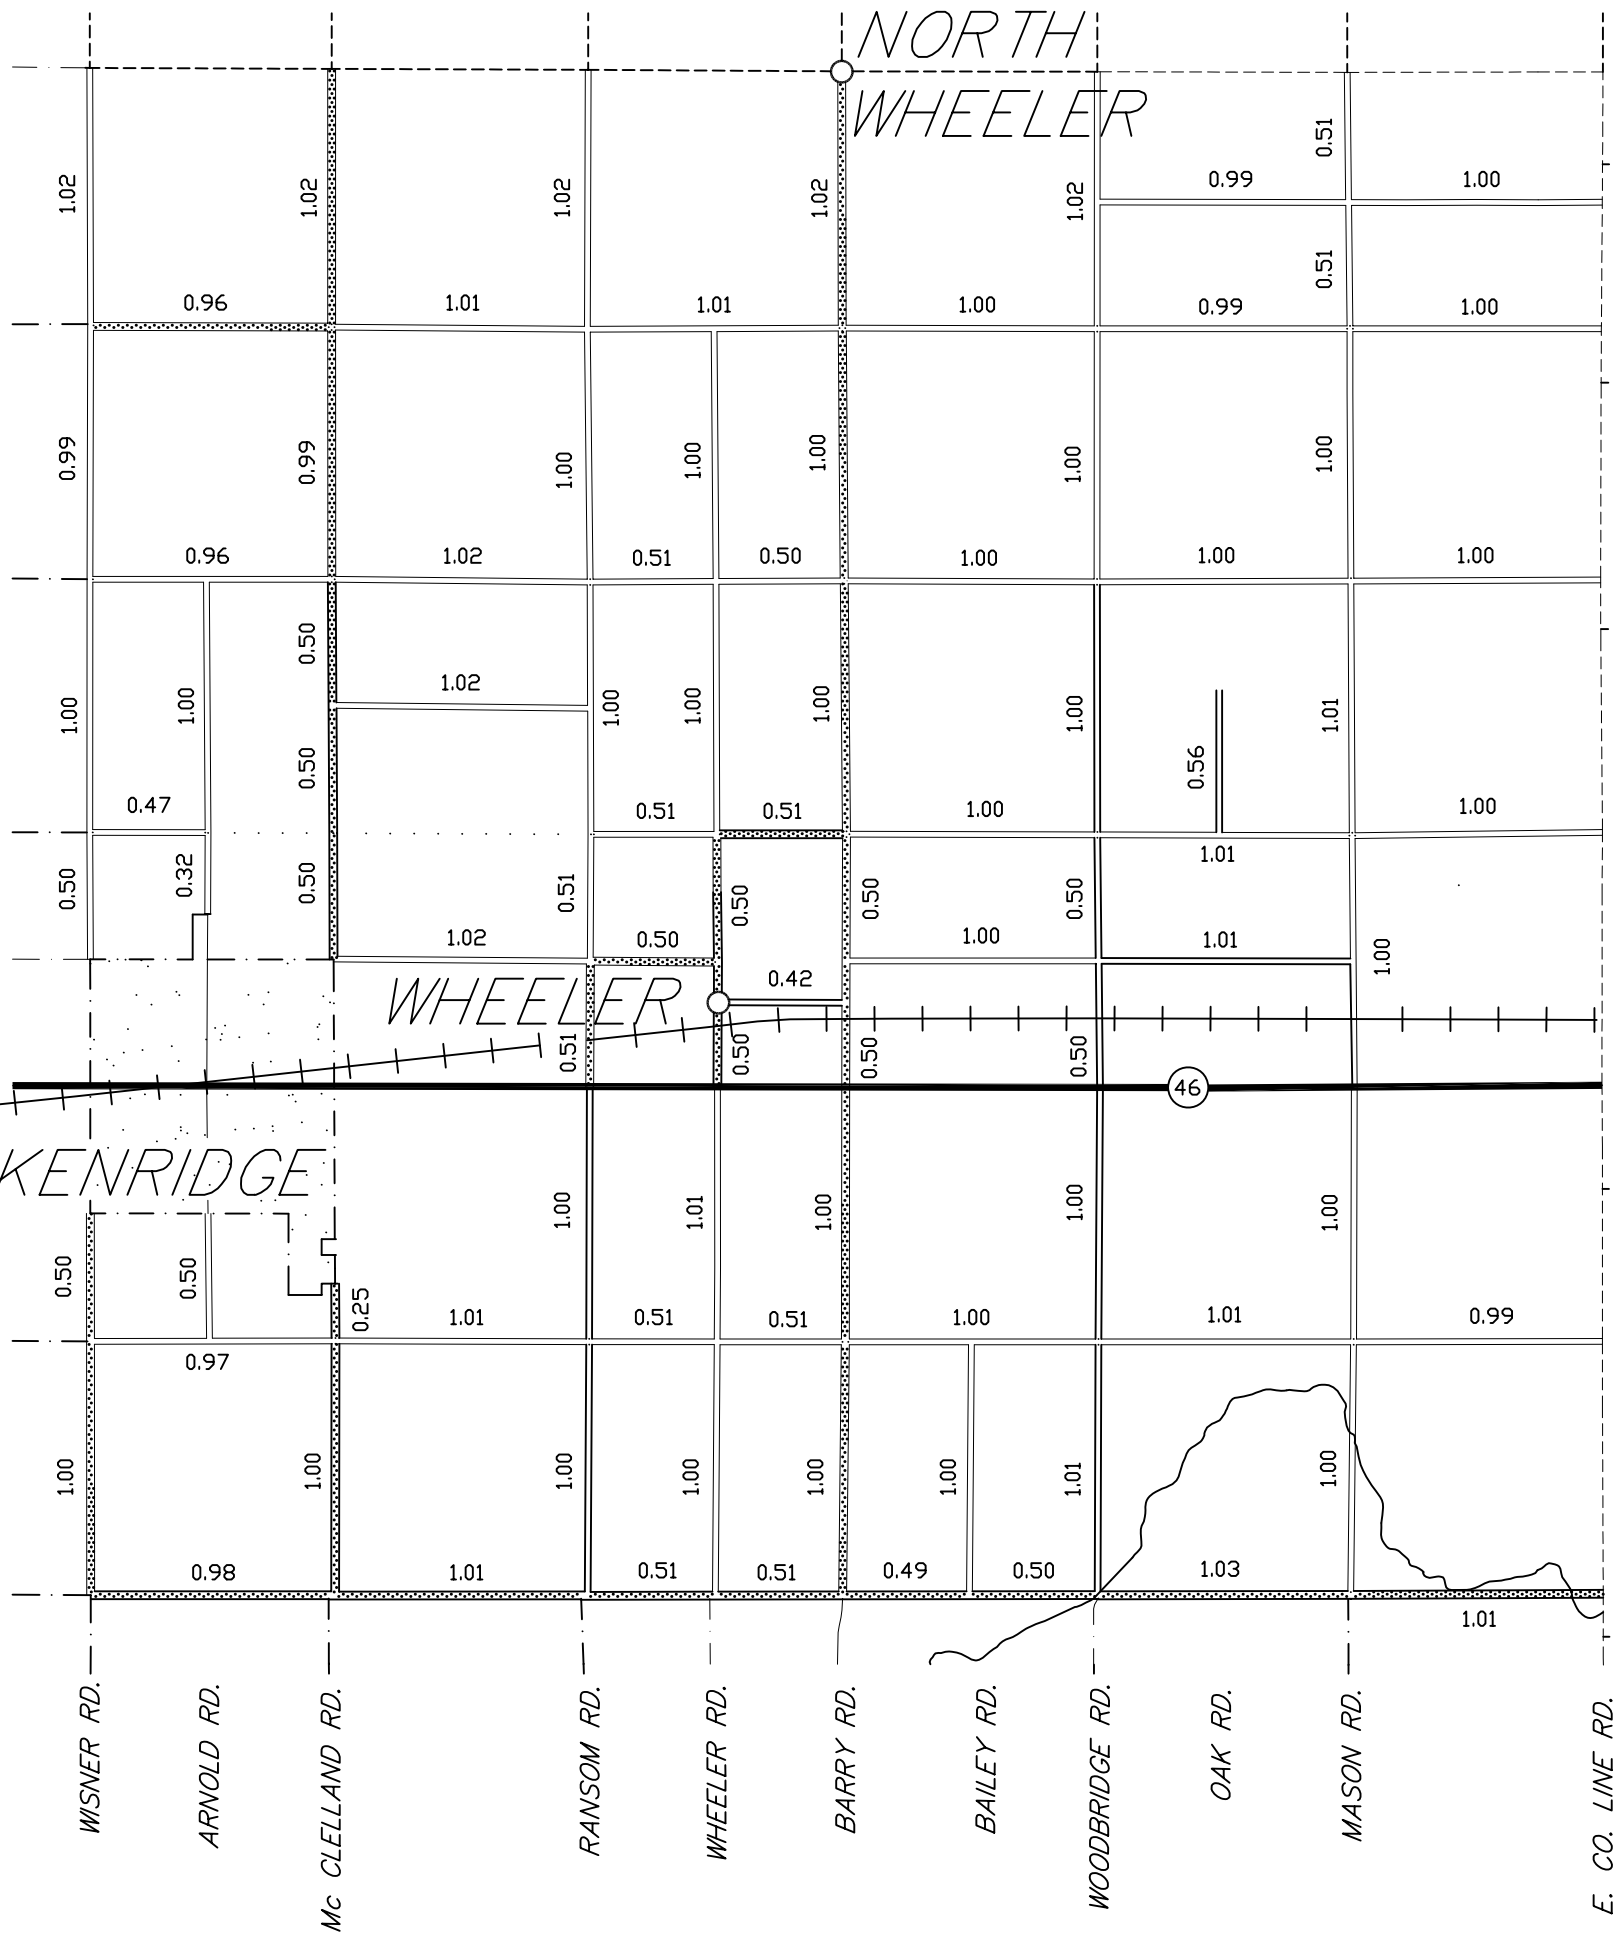 NORTH
WHEELER
0.51
1.02 1.02 1.02 1.02 1.02 0.99 1.00
0.51
0.96 1.01 1.01 1.00 0.99 1.00
0.99 0.99 1.00 1.00 1.00 1.00 1.00
0.96 1.02 0.51 0.50 1.00 1.00 1.00
0.50
1.02
1.00 1.00 1.00 1.00 1.00 1.00 1.01
0.50 0.56
0.47 0.51 0.51 1.00 1.00
1.01
0.50 0.32 0.50 0.51 0.50 0.50 0.50
1.02 0.50 1.00 1.01 1.00
0.42
WHEELER
0.51 0.50 0.50 0.50
46
KENRIDGE
1.00 1.01 1.00 1.00 1.00
0.50 0.50 0.25
1.01 0.51 0.51 1.00 1.01 0.99
0.97
1.00 1.00 1.00 1.00 1.00 1.00 1.01 1.00
0.98 1.01 0.51 0.51 0.49 0.50 1.03
1.01
WISNER RD.
ARNOLD RD.
Mc CLELLAND RD.
RANSOM RD.
WHEELER RD.
BARRY RD.
BAILEY RD.
WOODBRIDGE RD.
OAK RD.
MASON RD.
E. CO. LINE RD.